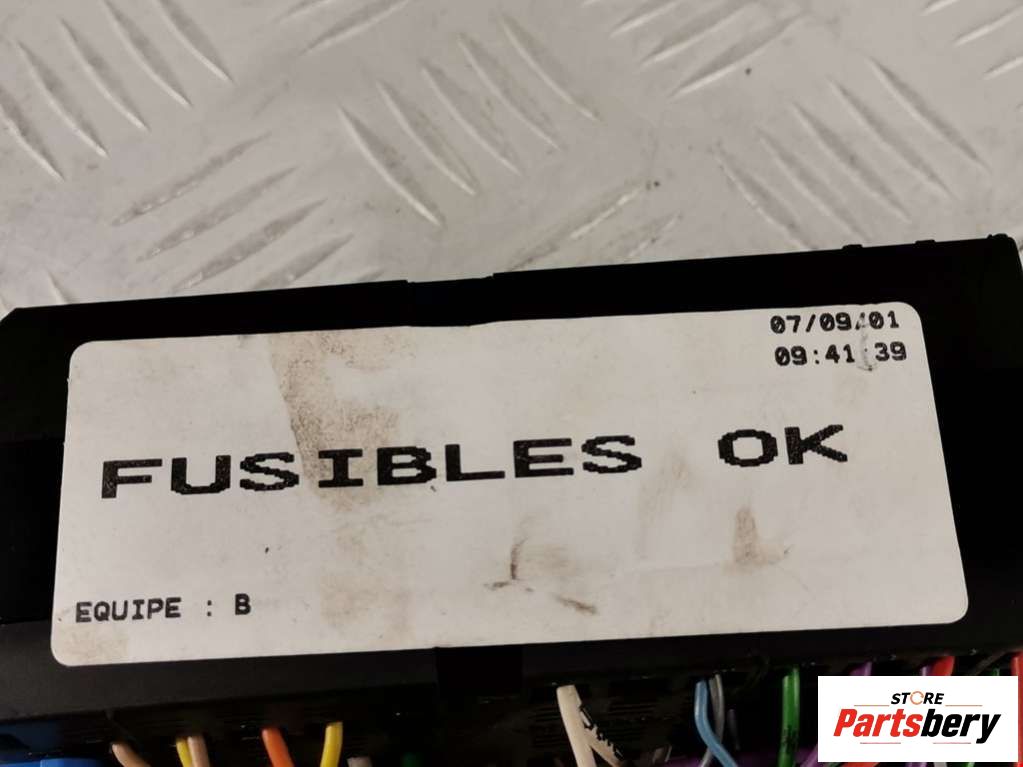 07/09/01
09:41:39
FUSIBLES OK
EQUIPE : B
STORE
Partsbery